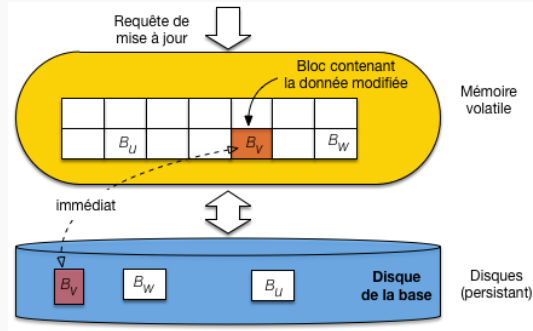 Requête de
mise à jour
Bloc contenant
la donnée modifiée
Mémoire
volatile
Bu
Bv
Bw
immédiat
Bv
Bw
Bu
Disque
de la base
Disques
(persistant)